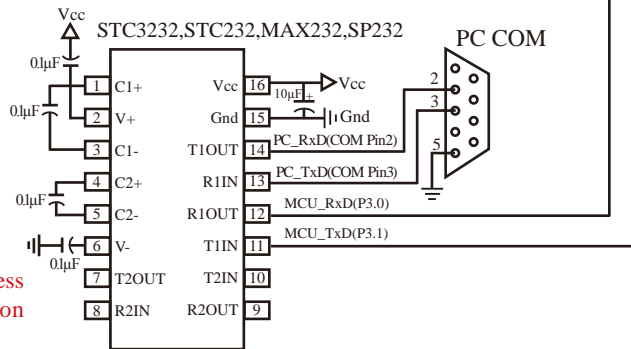 Vcc
STC3232,STC232,MAX232,SP232
PC COM
0.1μF
0.1μF
1 C1+ Vcc 16 Vcc
10μF +
2 V+ Gnd 15 Gnd
3 C1- T1OUT 14 PC_RxD(COM Pin2)
4 C2+ R1IN 13 PC_TxD(COM Pin3)
0.1μF
5 C2- R1OUT 12 MCU_RxD(P3.0)
6 V- T1IN 11 MCU_TxD(P3.1)
0.1μF
7 T2OUT T2IN 10
8 R2IN R2OUT 9
2
3
5
ess
on